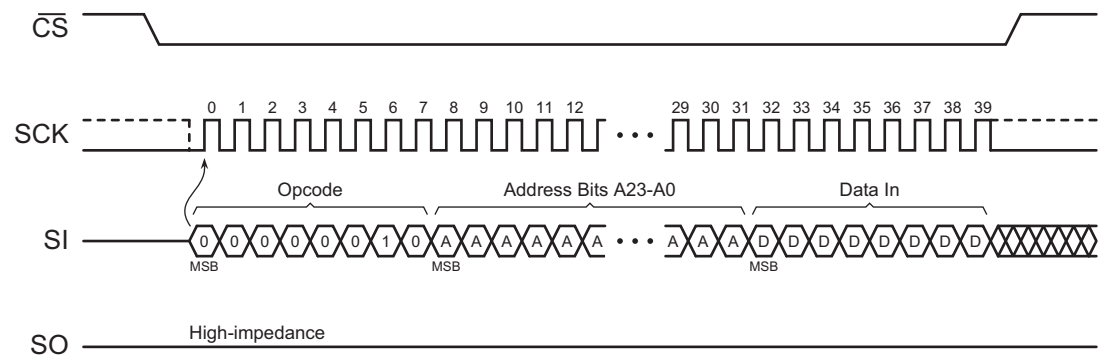 CS
0 1 2 3 4 5 6 7 8 9 10 11 12 29 30 31 32 33 34 35 36 37 38 39
SCK
Opcode Address Bits A23-A0 Data In
SI 0 0 0 0 0 0 1 0 A A A A A A • • • A A A D D D D D D D D
MSB MSB MSB
High-impedance
SO